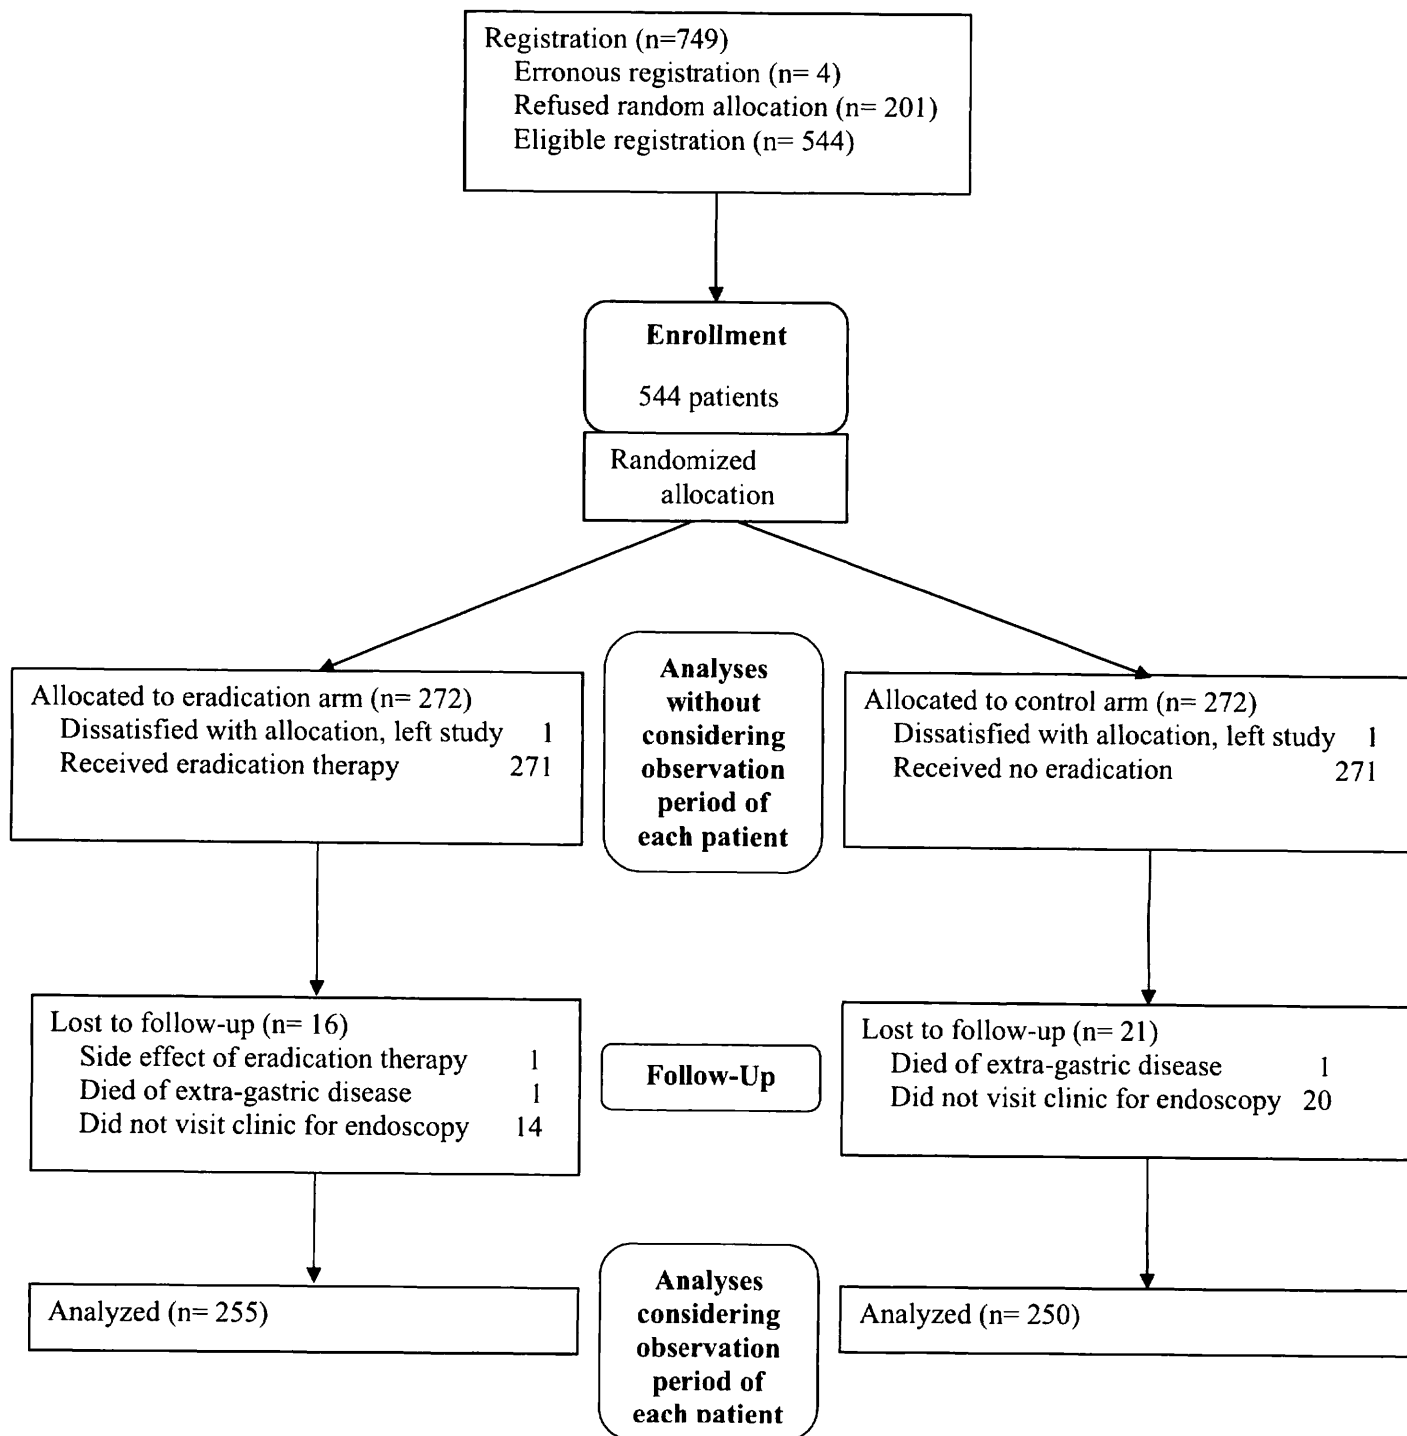 Registration (n=749)
Erronous registration (n= 4)
Refused random allocation (n= 201)
Eligible registration (n= 544)
Enrollment
544 patients
Randomized
allocation
Allocated to eradication arm (n= 272)
Dissatisfied with allocation, left study 1
Received eradication therapy 271
Analyses
without
considering
observation
period of
each patient
Allocated to control arm (n= 272)
Dissatisfied with allocation, left study 1
Received no eradication 271
Lost to follow-up (n= 16)
Side effect of eradication therapy 1
Died of extra-gastric disease 1
Did not visit clinic for endoscopy 14
Follow-Up
Lost to follow-up (n= 21)
Died of extra-gastric disease 1
Did not visit clinic for endoscopy 20
Analyzed (n= 255)
Analyses
considering
observation
period of
each patient
Analyzed (n= 250)